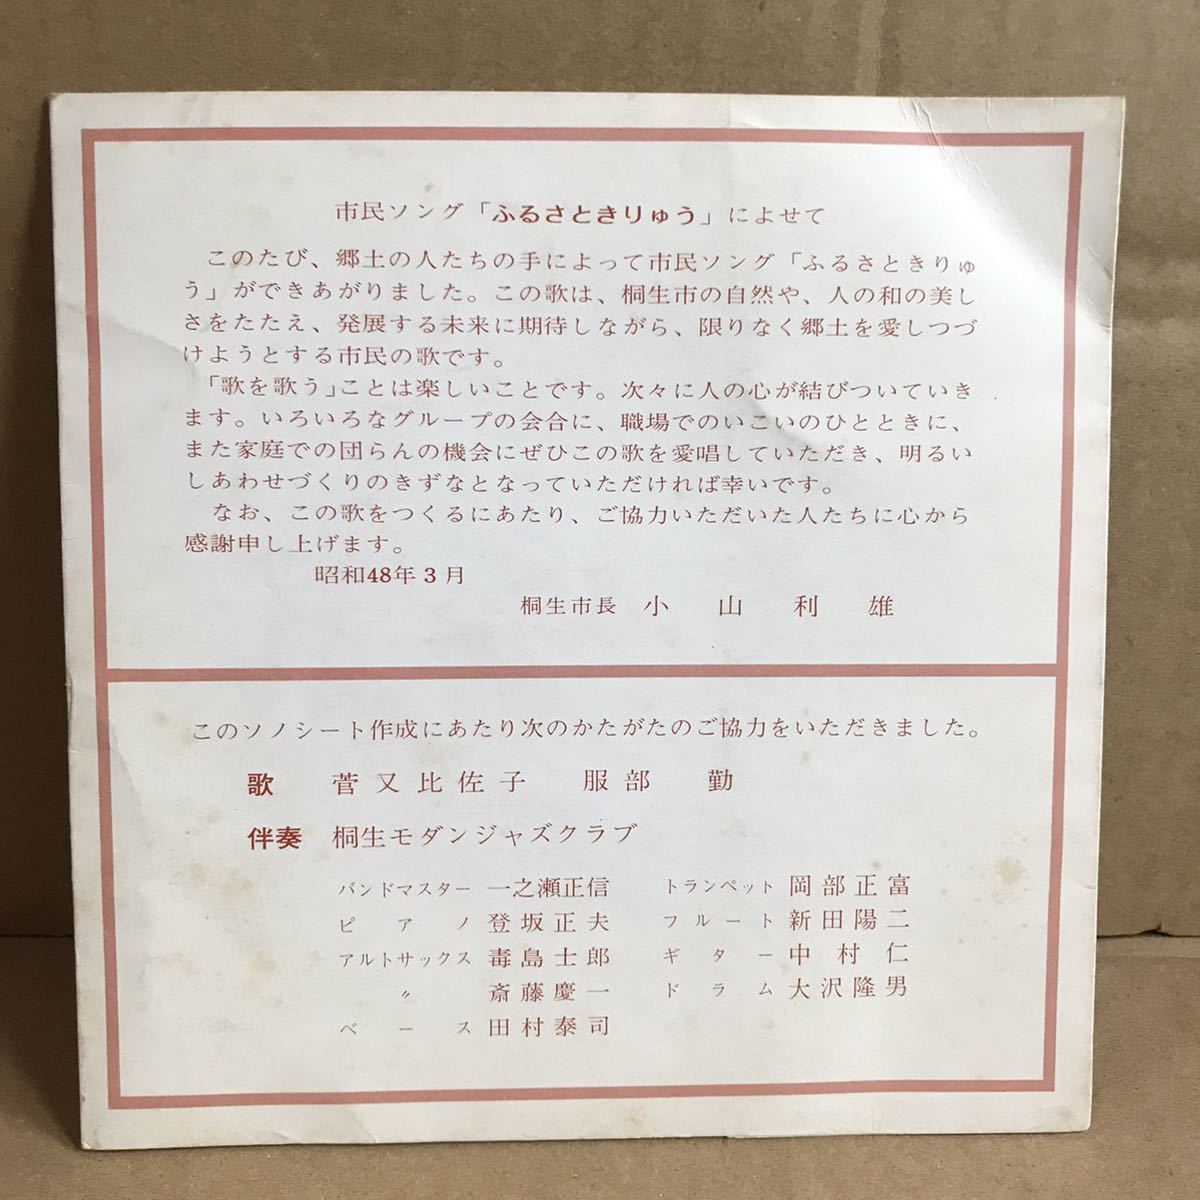 市民ソング「ふるさときりゅう」によせて
このたび、郷土の人たちの手によって市民ソング「ふるさときりゅ
う」ができあがりました。この歌は、桐生市の自然や、人の和の美し
さをたたえ、発展する未来に期待しながら、限りなく郷土を愛しつづ
けようとする市民の歌です。
「歌を歌う」ことは楽しいことです。次々に人の心が結びついていき
ます。いろいろなグループの会合に、職場でのいこいのひとときに、
また家庭での団らんの機会にぜひこの歌を愛唱していただき、明るい
しあわせづくりのきずなとなっていただければ幸いです。
なお、この歌をつくるにあたり、ご協力いただいた人たちに心から
感謝申し上げます。
昭和48年3月
桐生市長 小山利雄
このソノシート作成にあたり次のかたがたのご協力をいただきました。
歌 菅又比佐子 服部 勤
伴奏 桐生モダンジャズクラブ
バンドマスター 一之瀬正信 トランペット 岡部正富
ピアノ 登坂正夫 フルート 新田陽二
アルトサックス 毒島士郎 ギター 中村仁
〃 斎藤慶一 ドラム 大沢隆男
ベース 田村泰司